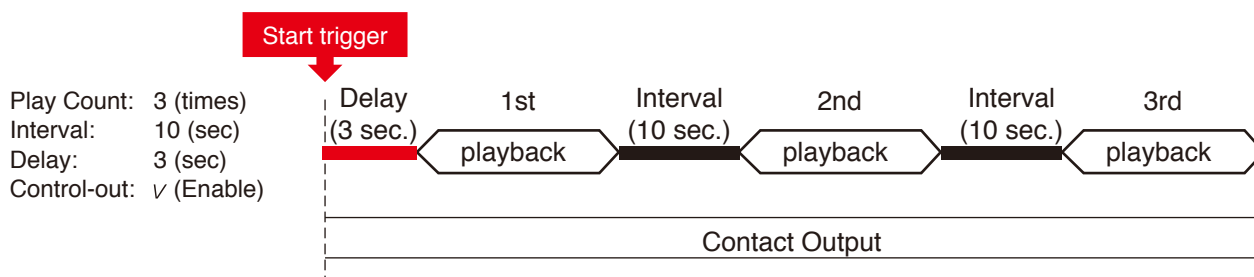 Start trigger
Play Count: 3 (times)
Interval: 10 (sec)
Delay: 3 (sec)
Control-out: ✓ (Enable)
Delay
(3 sec.)
1st
playback
Interval
(10 sec.)
2nd
playback
Interval
(10 sec.)
3rd
playback
Contact Output